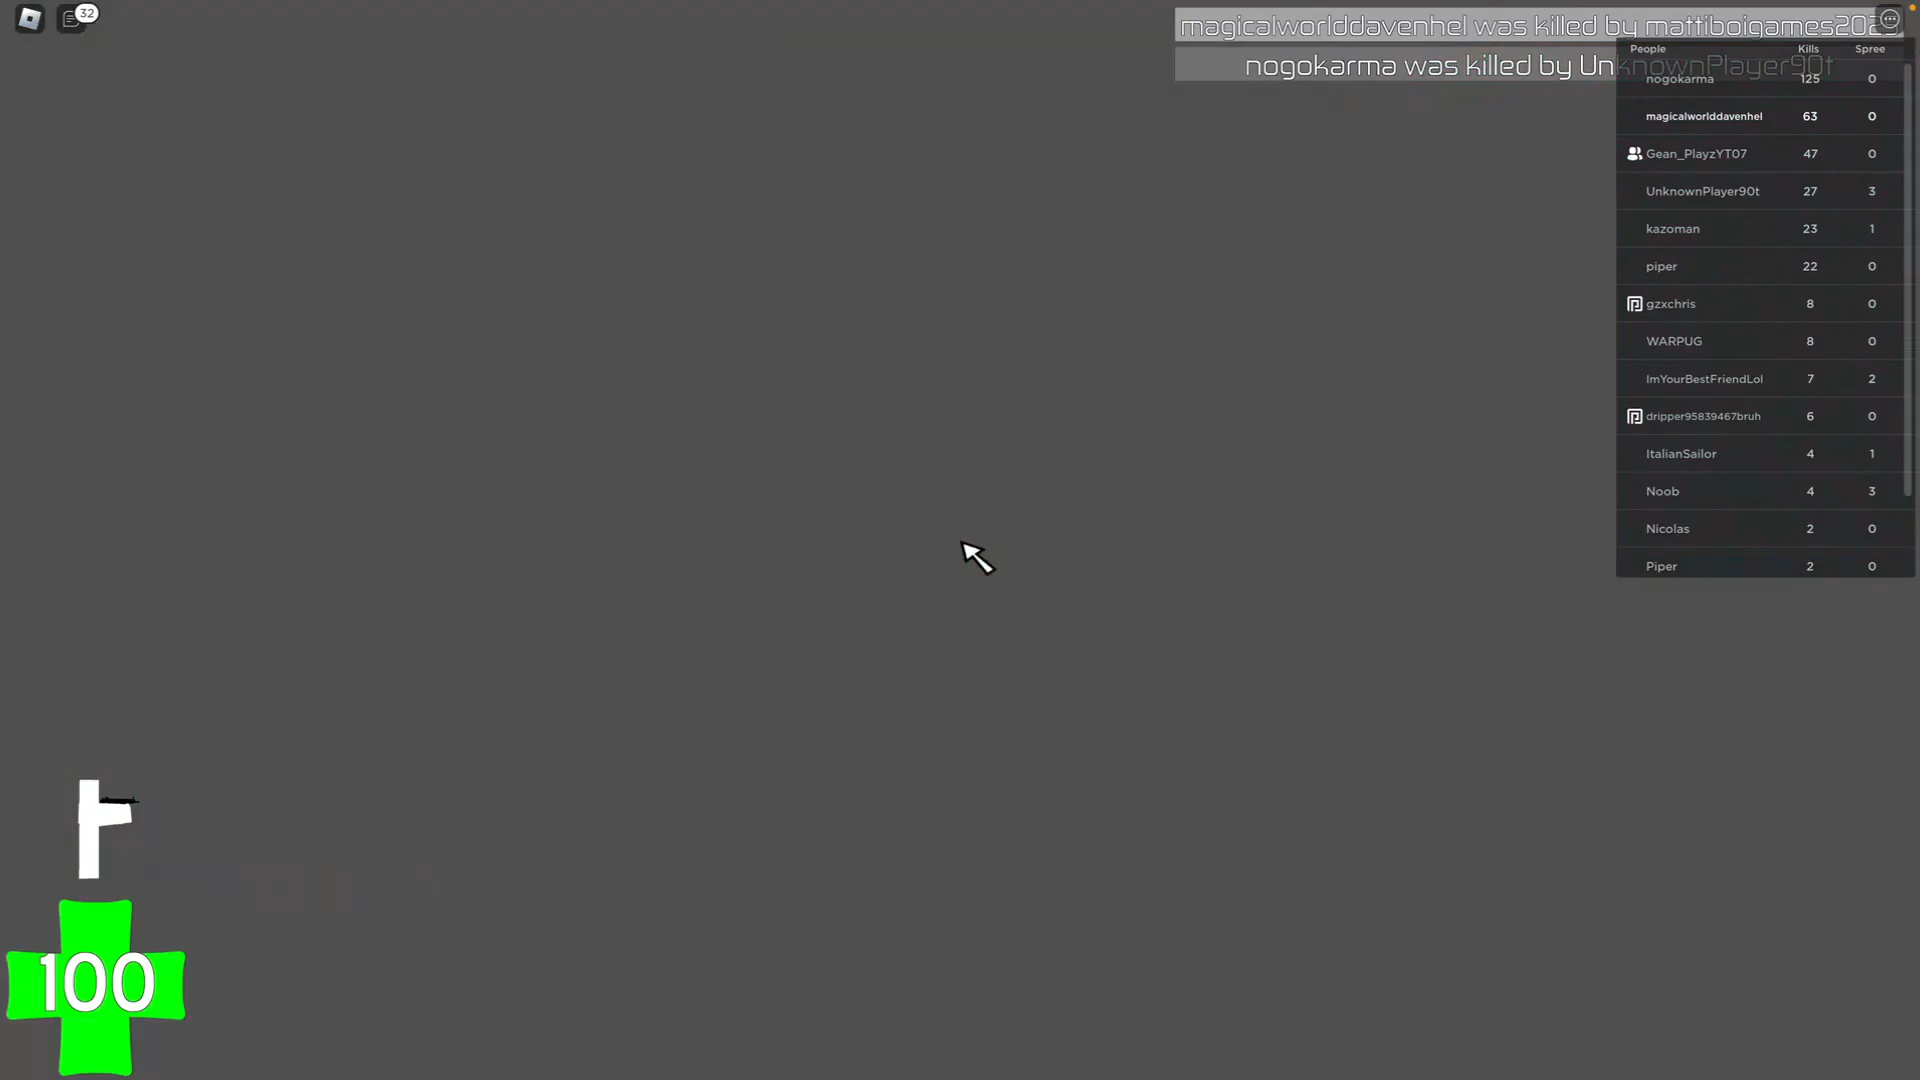 32
magicalworlddavenhel was killed by mattiboigames202
nogokarma was killed by UnknownPlayer90t
People Kills Spree
nogokarma 125 0
magicalworlddavenhel 63 0
Gean_PlayzYT07 47 0
UnknownPlayer90t 27 3
kazoman 23 1
piper 22 0
gzxchris 8 0
WARPUG 8 0
ImYourBestFriendLol 7 2
dripper95839467bruh 6 0
ItalianSailor 4 1
Noob 4 3
Nicolas 2 0
Piper 2 0
100